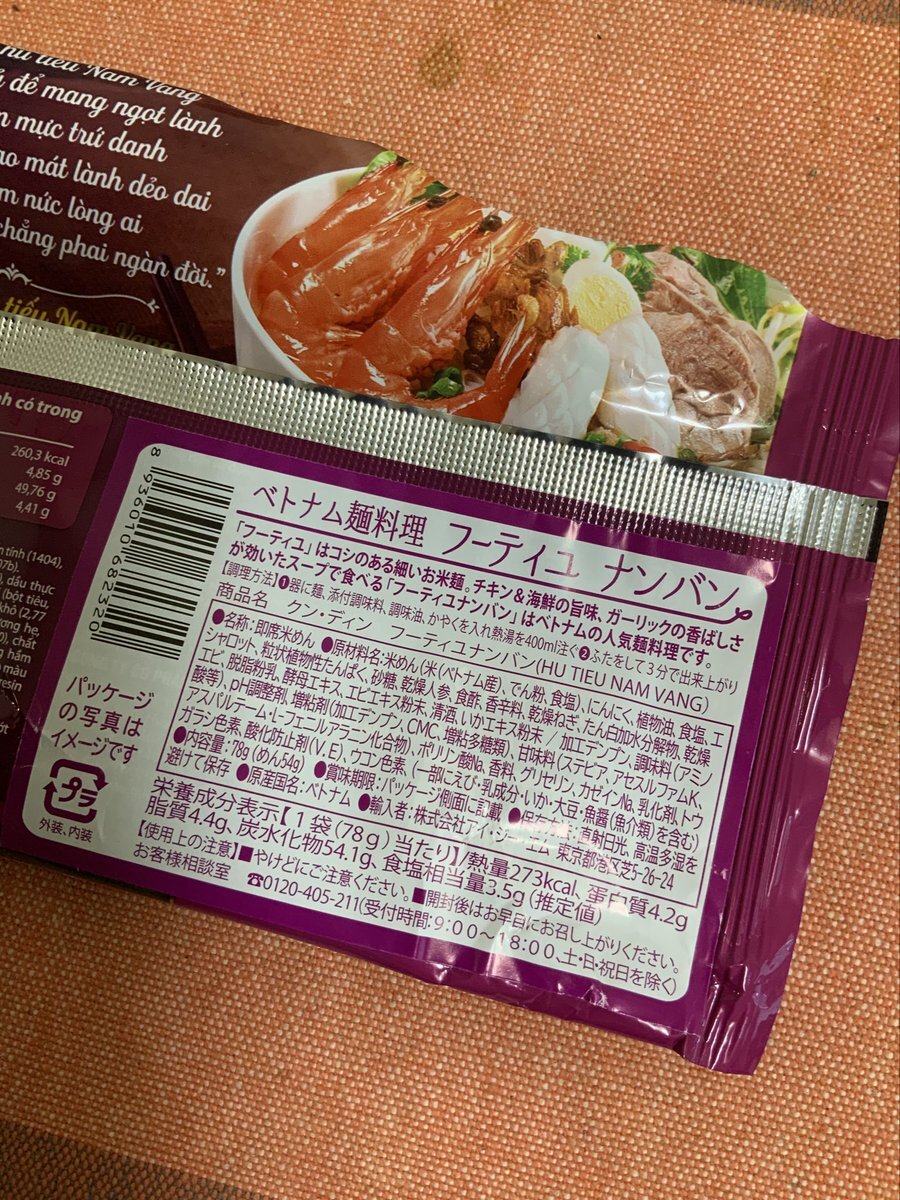 hủ tiếu Nam Vang
để mang ngọt lành
mực trứ danh
mát lành dẻo dai
nức lòng ai
chẳng phai ngàn đời.”
tiếu Nam Vang
có trong
260,3 kcal
4,85 g
49,76 g
4,41 g
tinh (1404),
dầu thực
(bột tiêu,
khô (2,77
chất
màu
8 936010 682320
パッケージ
の写真は
イメージです
プラ
外装、内装
ベトナム麺料理 フーティユ ナンバン
「フーティユ」はコシのある細いお米麺。チキン&海鮮の旨味、ガーリックの香ばしさ
が効いたスープで食べる「フーティユナンバン」はベトナムの人気麺料理です。
【調理方法】❶器に麺、添付調味料、調味油、かやくを入れ熱湯を400ml注ぐ❷ふたをして3分で出来上がり
商品名 クン・ディン フーティユナンバン(HU TIEU NAM VANG)
●名称:即席米めん ●原材料名:米めん(米(ベトナム産)、でん粉、食塩)、にんにく、植物油、食塩、エ
シャロット、粒状植物性たんぱく、砂糖、乾燥人参、食酢、香辛料、乾燥ねぎ、たん白加水分解物、乾燥
エビ、脱脂粉乳、酵母エキス、エビエキス粉末、清酒、いかエキス粉末 / 加工デンプン、調味料(アミノ
酸等)、pH調整剤、増粘剤(加工デンプン、CMC、増粘多糖類)、甘味料(ステビア、アセスルファムK、
アスパルテーム・L-フェニルアラニン化合物)、ポリリン酸Na、香料、グリセリン、カゼインNa、乳化剤、トウ
ガラシ色素、酸化防止剤(V.E)、ウコン色素、(一部にえび・乳成分・いか・大豆・魚醤(魚介類)を含む)
●内容量:78g(めん54g) ●賞味期限:パッケージ側面に記載 ●保存方法:直射日光、高温多湿を
避けて保存 ●原産国名:ベトナム ●輸入者:株式会社アイ・シー・エム 東京都港区芝5-26-24
栄養成分表示【1袋(78g)当たり】/熱量273kcal、蛋白質4.2g
脂質4.4g、炭水化物54.1g、食塩相当量3.5g(推定値)
【使用上の注意】■やけどにご注意ください。■開封後はお早目にお召し上がりください。
お客様相談室 ☎0120-405-211(受付時間:9:00~18:00、土・日・祝日を除く)